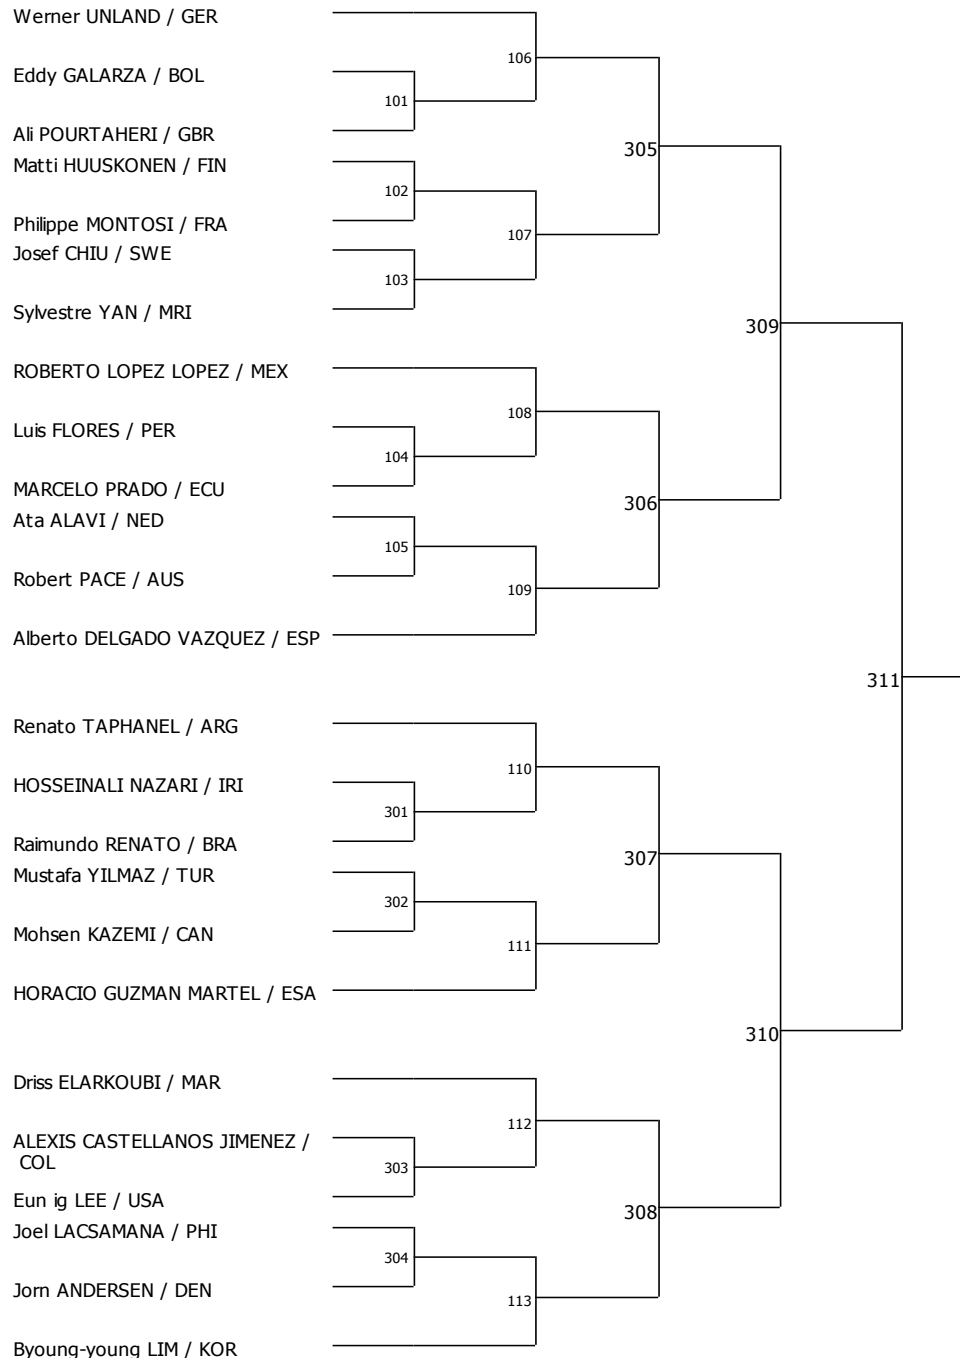 Werner UNLAND / GER
106
Eddy GALARZA / BOL
101
Ali POURTAHERI / GBR
305
Matti HUUSKONEN / FIN
102
Philippe MONTOSI / FRA
107
Josef CHIU / SWE
103
Sylvestre YAN / MRI
309
ROBERTO LOPEZ LOPEZ / MEX
108
Luis FLORES / PER
104
MARCELO PRADO / ECU
306
Ata ALAVI / NED
105
Robert PACE / AUS
109
Alberto DELGADO VAZQUEZ / ESP
311
Renato TAPHANEL / ARG
110
HOSSEINALI NAZARI / IRI
301
Raimundo RENATO / BRA
307
Mustafa YILMAZ / TUR
302
Mohsen KAZEMI / CAN
111
HORACIO GUZMAN MARTEL / ESA
310
Driss ELARKOUBI / MAR
112
ALEXIS CASTELLANOS JIMENEZ /
COL
303
Eun ig LEE / USA
308
Joel LACSAMANA / PHI
304
Jorn ANDERSEN / DEN
113
Byoung-young LIM / KOR